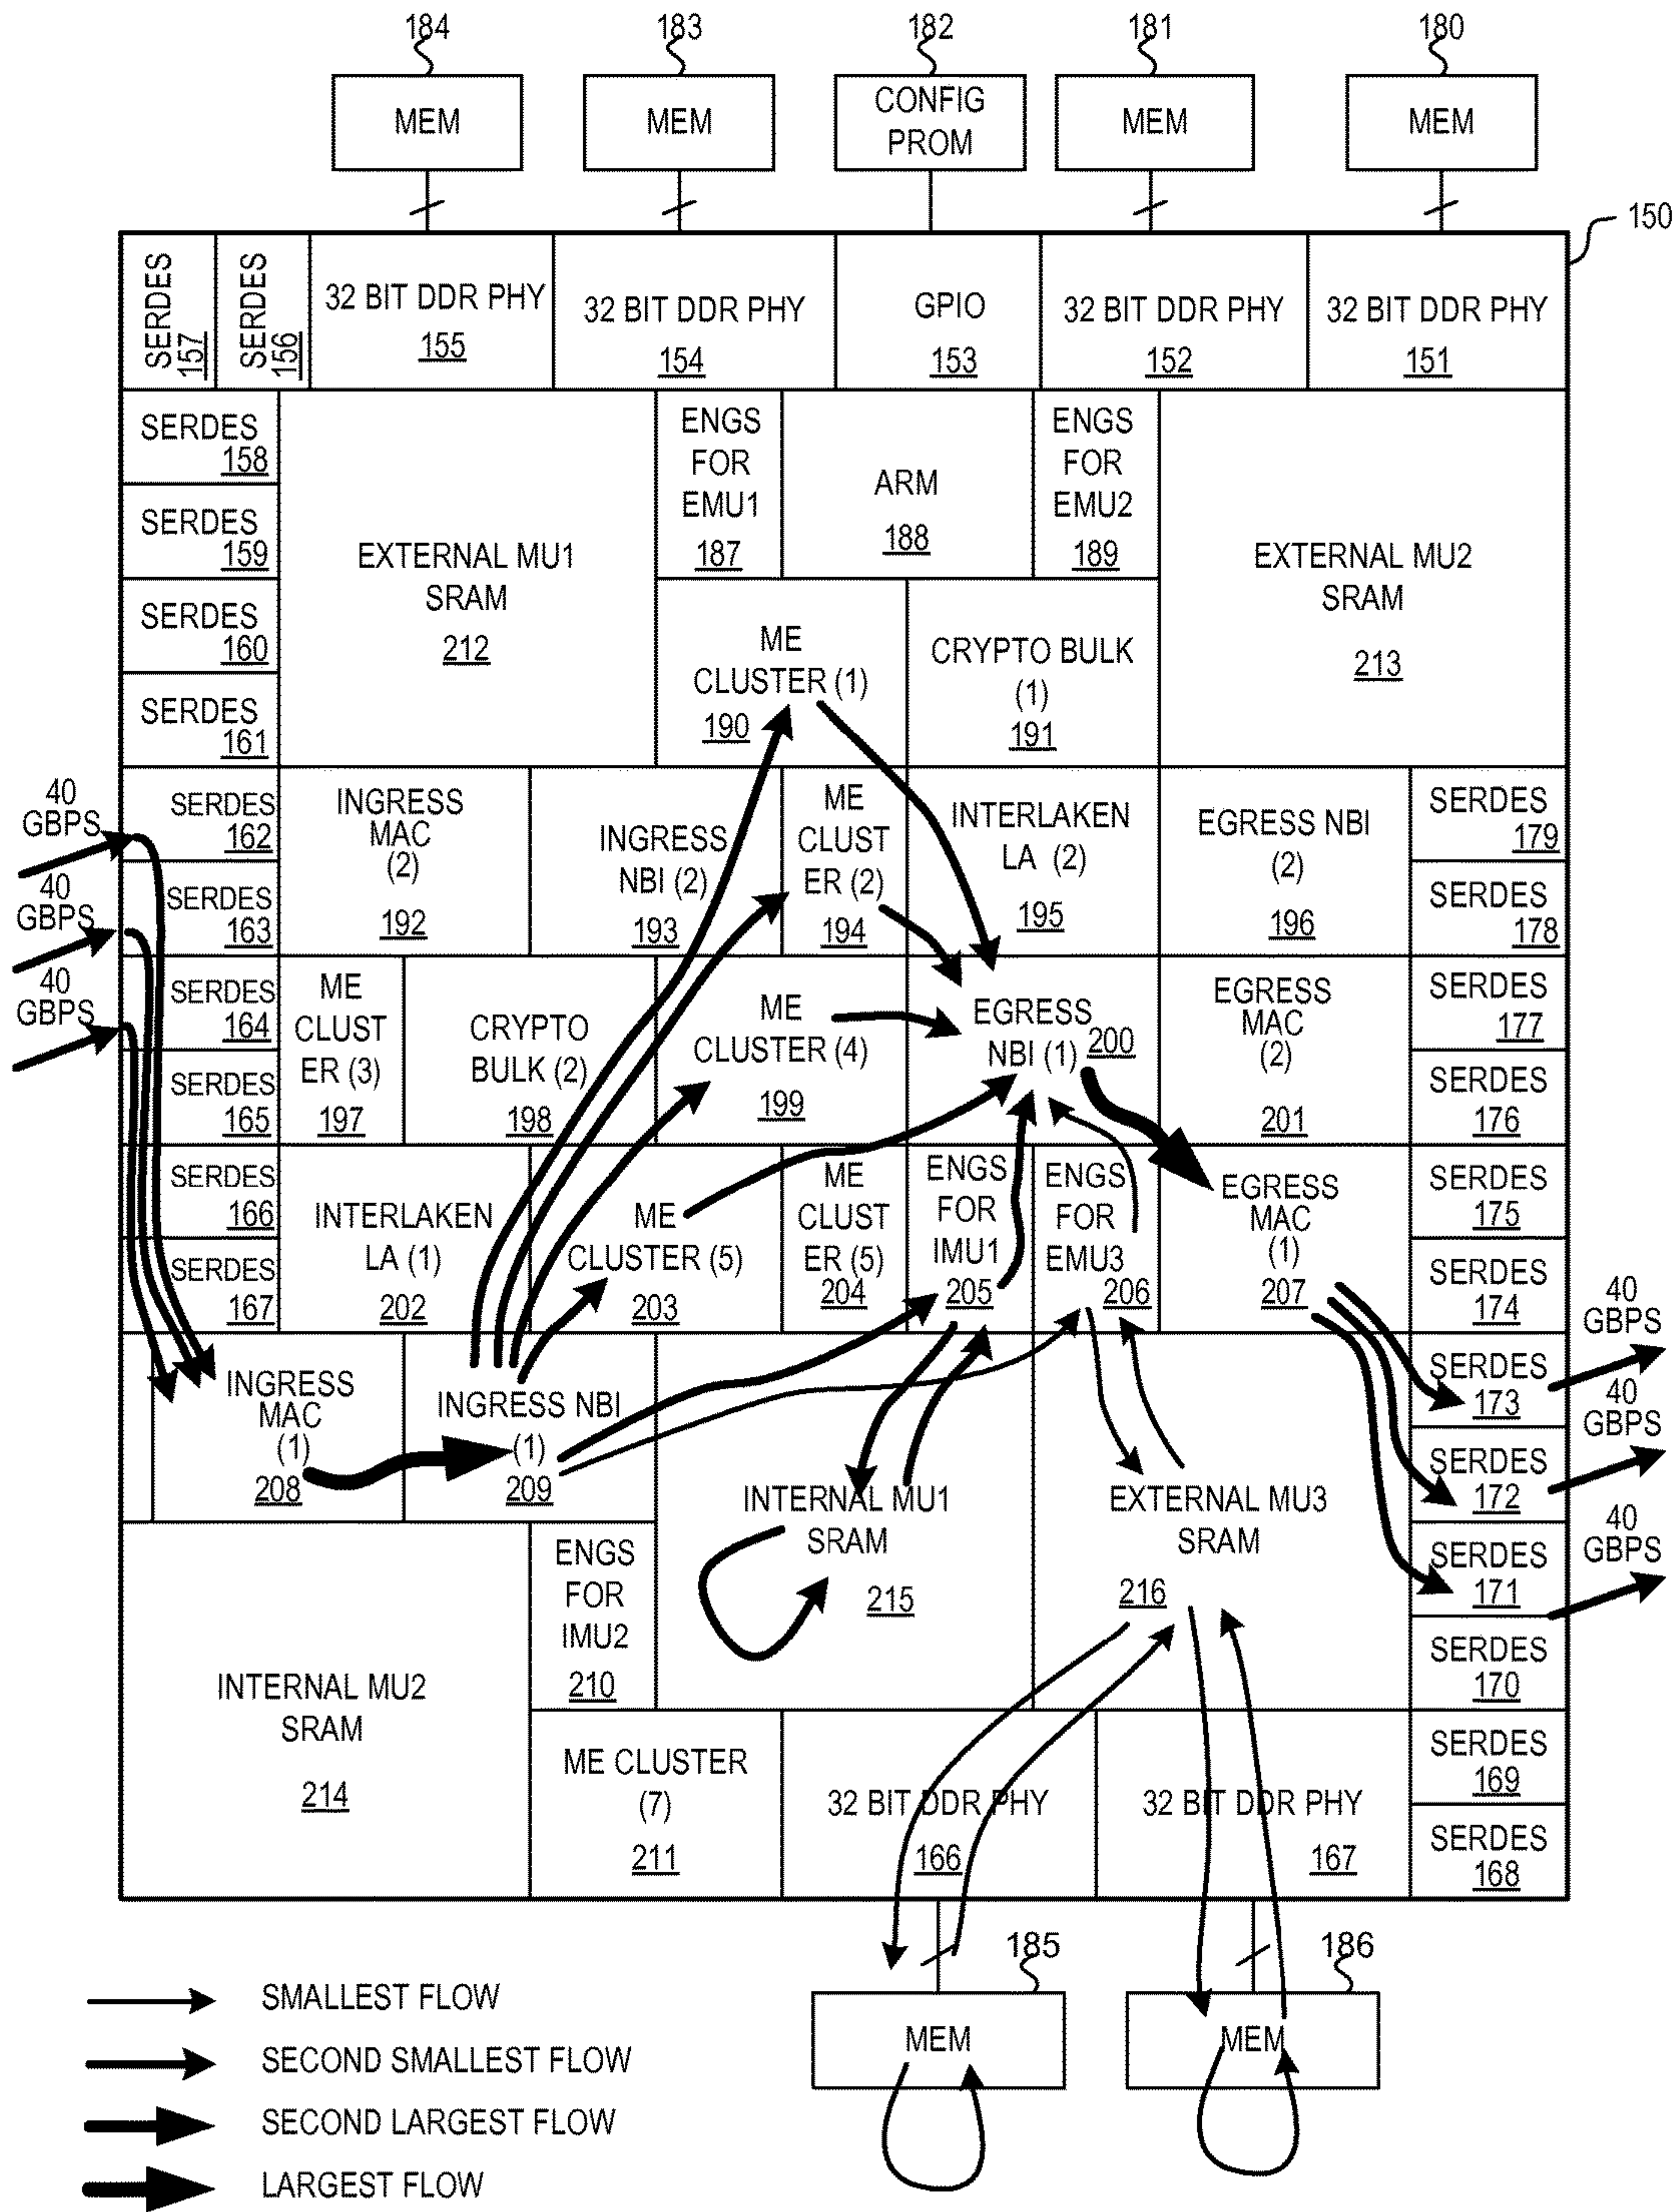 184
183
182
181
180
MEM
MEM
CONFIG
PROM
MEM
MEM
150
SERDES
157
SERDES
156
32 BIT DDR PHY
155
32 BIT DDR PHY
154
GPIO
153
32 BIT DDR PHY
152
32 BIT DDR PHY
151
SERDES
158
SERDES
159
SERDES
160
SERDES
161
EXTERNAL MU1
SRAM
212
ENGS
FOR
EMU1
187
ARM
188
ENGS
FOR
EMU2
189
EXTERNAL MU2
SRAM
213
ME
CLUSTER (1)
190
CRYPTO BULK
(1)
191
40
GBPS
40
GBPS
40
GBPS
SERDES
162
SERDES
163
INGRESS
MAC
(2)
192
INGRESS
NBI (2)
193
ME
CLUST
ER (2)
194
INTERLAKEN
LA (2)
195
EGRESS NBI
(2)
196
SERDES
179
SERDES
178
SERDES
164
SERDES
165
ME
CLUST
ER (3)
197
CRYPTO
BULK (2)
198
ME
CLUSTER (4)
199
EGRESS
NBI (1)
200
EGRESS
MAC
(2)
201
SERDES
177
SERDES
176
SERDES
166
SERDES
167
INTERLAKEN
LA (1)
202
ME
CLUSTER (5)
203
ME
CLUST
ER (5)
204
ENGS
FOR
IMU1
205
ENGS
FOR
EMU3
206
EGRESS
MAC
(1)
207
SERDES
175
SERDES
174
INGRESS
MAC
(1)
208
INGRESS NBI
(1)
209
INTERNAL MU1
SRAM
215
EXTERNAL MU3
SRAM
216
SERDES
173
SERDES
172
SERDES
171
SERDES
170
40
GBPS
40
GBPS
40
GBPS
INTERNAL MU2
SRAM
214
ENGS
FOR
IMU2
210
ME CLUSTER
(7)
211
32 BIT DDR PHY
166
32 BIT DDR PHY
167
SERDES
169
SERDES
168
185
186
MEM
MEM
SMALLEST FLOW
SECOND SMALLEST FLOW
SECOND LARGEST FLOW
LARGEST FLOW